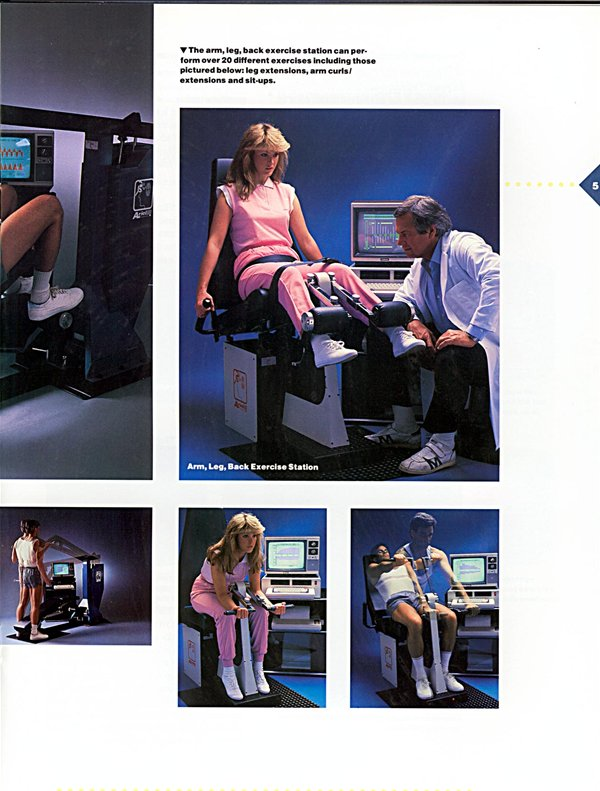 ▼ The arm, leg, back exercise station can per-
form over 20 different exercises including those
pictured below: leg extensions, arm curls/
extensions and sit-ups.
5
Arm, Leg, Back Exercise Station